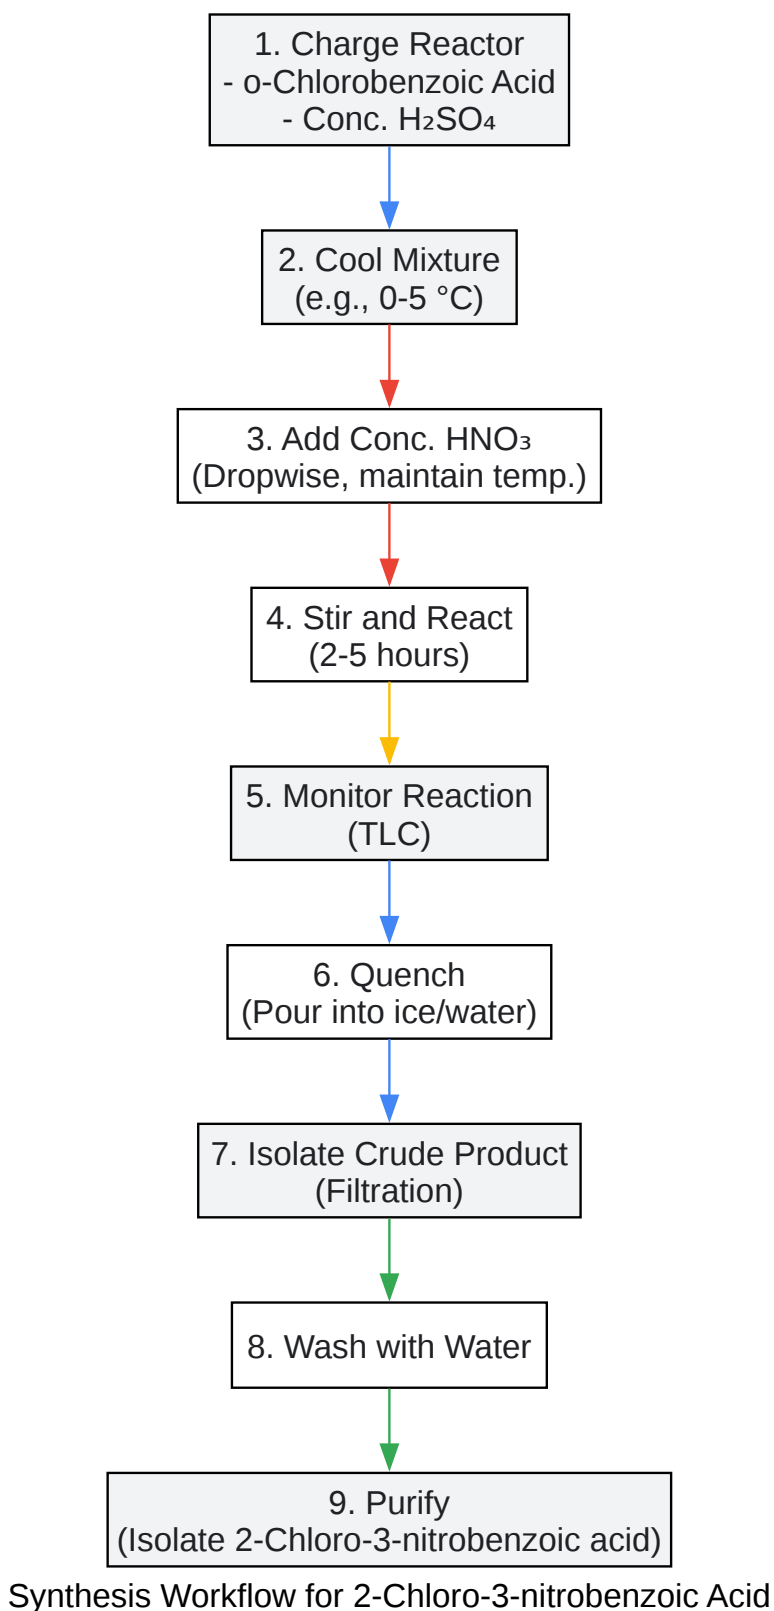 1. Charge Reactor
- o-Chlorobenzoic Acid
- Conc. H₂SO₄
2. Cool Mixture
(e.g., 0-5 °C)
3. Add Conc. HNO₃
(Dropwise, maintain temp.)
4. Stir and React
(2-5 hours)
5. Monitor Reaction
(TLC)
6. Quench
(Pour into ice/water)
7. Isolate Crude Product
(Filtration)
8. Wash with Water
9. Purify
(Isolate 2-Chloro-3-nitrobenzoic acid)
Synthesis Workflow for 2-Chloro-3-nitrobenzoic Acid